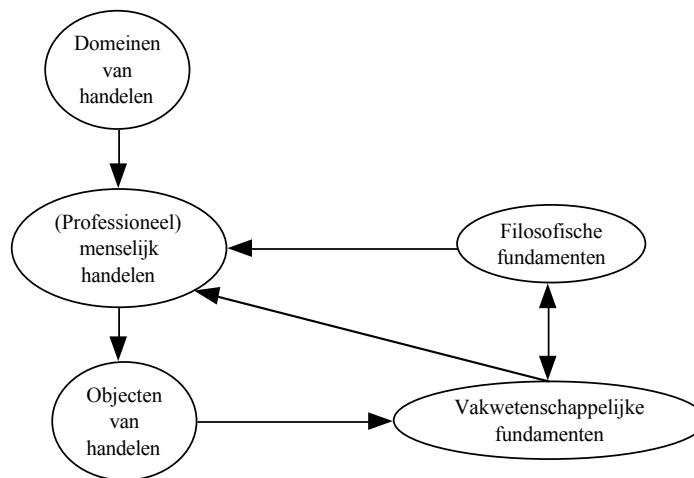 Domeinen
van
handelen
(Professioneel)
menselijk
handelen
Filosofische
fundamenten
Objecten
van
handelen
Vakwetenschappelijke
fundamenten